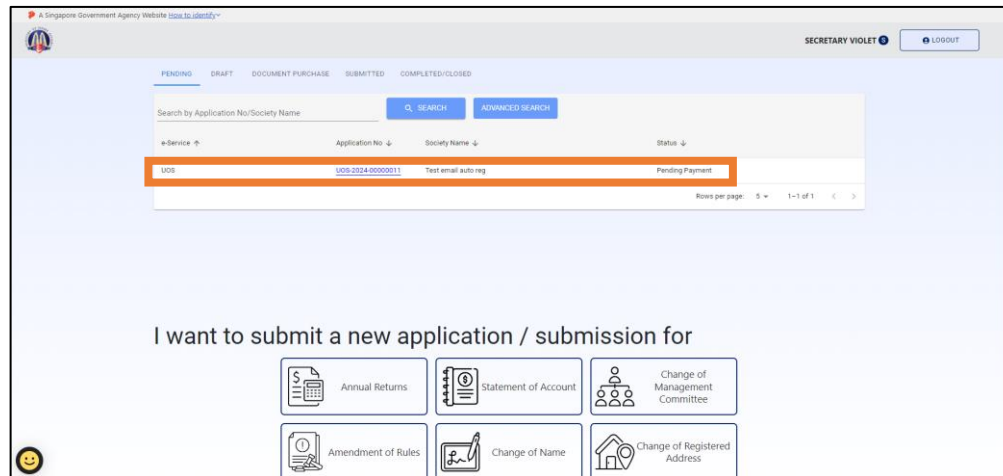 A Singapore Government Agency Website How to identify
SECRETARY VIOLET S LOGOUT
PENDING DRAFT DOCUMENT PURCHASE SUBMITTED COMPLETED/CLOSED
Search by Application No/Society Name SEARCH ADVANCED SEARCH
e-Service Application No Society Name Status
UOS UOS-2024-00000011 Test email auto reg Pending Payment
Rows per page: 5 1–1 of 1
I want to submit a new application / submission for
Annual Returns
Statement of Account
Change of
Management
Committee
Amendment of Rules
Change of Name
Change of Registered
Address